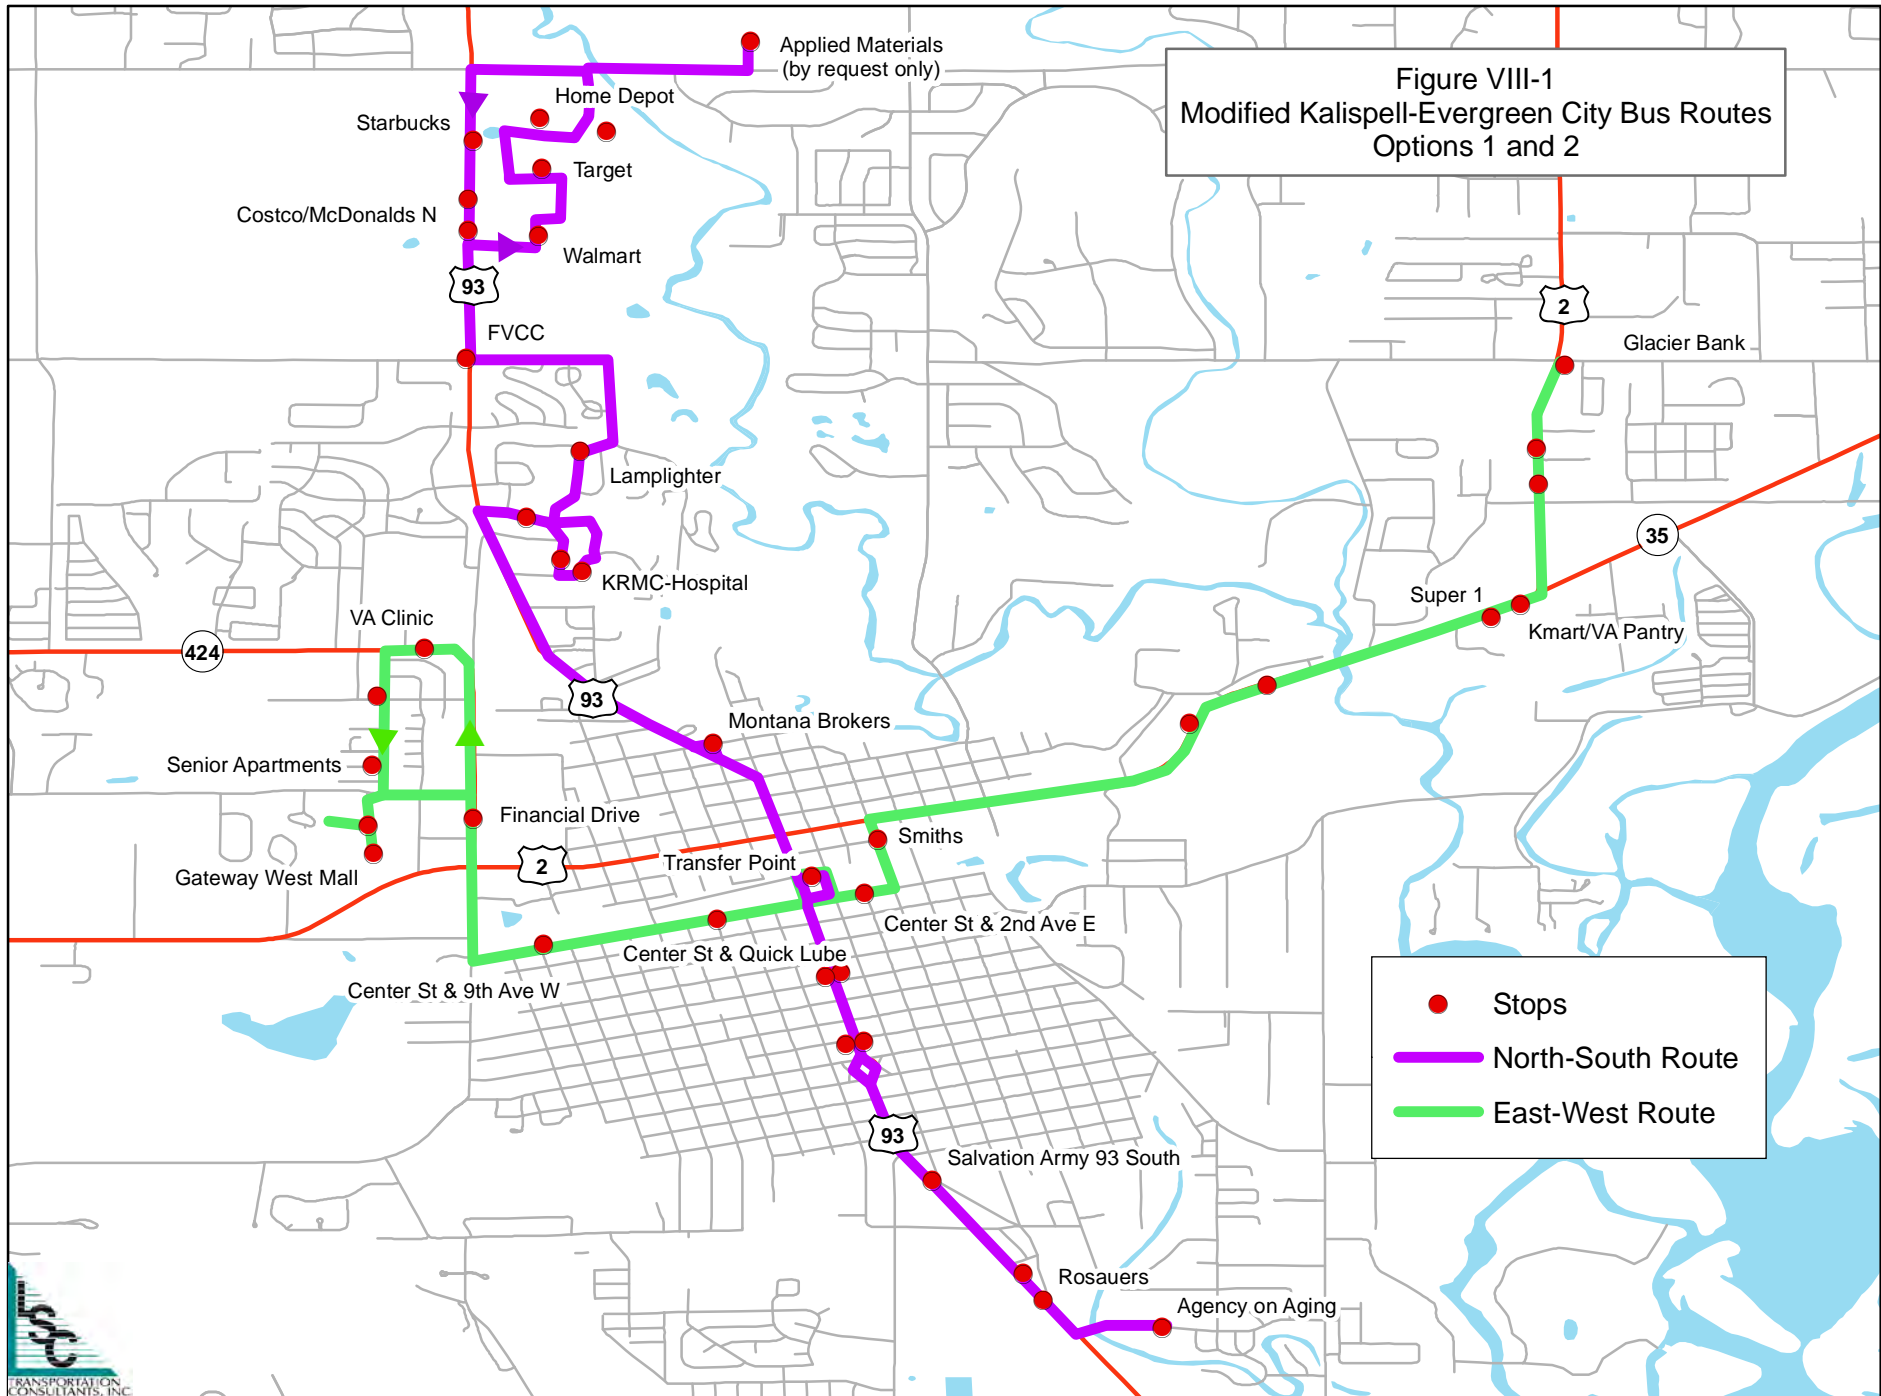 Figure VIII-1
Modified Kalispell-Evergreen City Bus Routes
Options 1 and 2
Applied Materials
(by request only)
Home Depot
Starbucks
Target
Costco/McDonalds N
Walmart
93
2
FVCC
Glacier Bank
Lamplighter
35
KRMC-Hospital
Super 1
VA Clinic
Kmart/VA Pantry
424
93
Montana Brokers
Senior Apartments
Financial Drive
Smiths
2
Transfer Point
Gateway West Mall
Center St & 2nd Ave E
Center St & Quick Lube
Center St & 9th Ave W
Stops
North-South Route
East-West Route
93
Salvation Army 93 South
Rosauers
Agency on Aging
LSC
TRANSPORTATION
CONSULTANTS, INC.